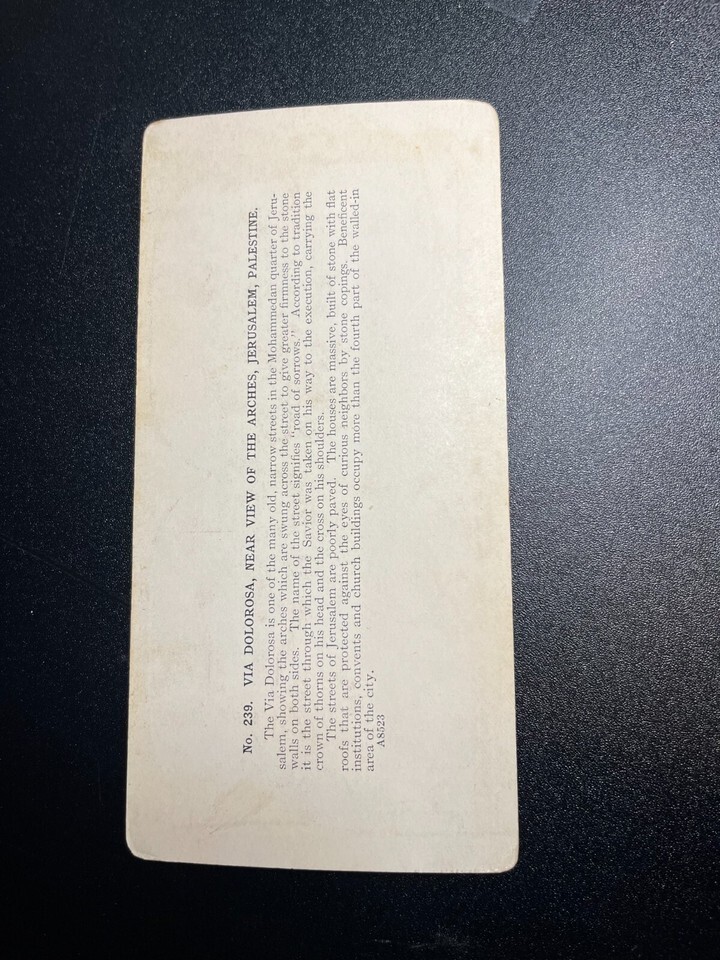 No. 239. VIA DOLOROSA, NEAR VIEW OF THE ARCHES, JERUSALEM, PALESTINE.
The Via Dolorosa is one of the many old, narrow streets in the Mohammedan quarter of Jeru-
salem, showing the arches which are swung across the street to give greater firmness to the stone
walls on both sides. The name of the street signifies "road of sorrows." According to tradition
it is the street through which the Savior was taken on his way to the execution, carrying the
crown of thorns on his head and the cross on his shoulders.
The streets of Jerusalem are poorly paved. The houses are massive, built of stone with flat
roofs that are protected against the eyes of curious neighbors by stone copings. Beneficent
institutions, convents and church buildings occupy more than the fourth part of the walled-in
area of the city.
A8523